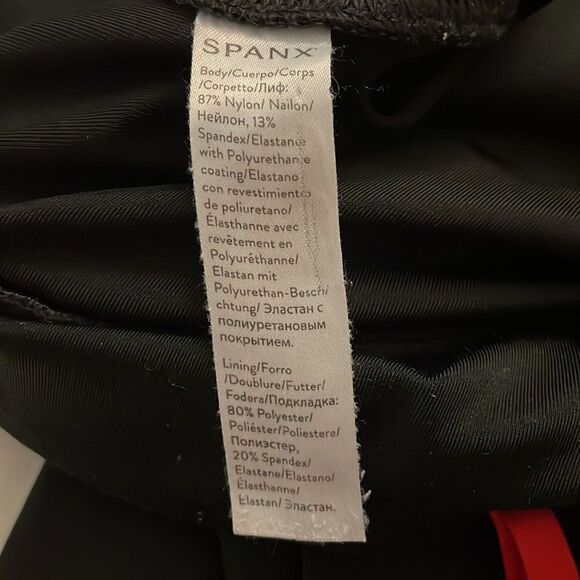 SPANX
Body/Cuerpo/Corps
/Corpetto/Лиф:
87% Nylon/ Nailon/
Нейлон, 13%
Spandex/Elastane
with Polyurethane
coating/Elastano
con revestimiento
de poliuretano/
Élasthanne avec
revêtement en
Polyuréthanne/
Elastan mit
Polyurethan-Beschi
chtung/ Эластан с
полиуретановым
покрытием.
Lining/Forro
/Doublure/Futter/
Fodera/Подкладка:
80% Polyester/
Poliéster/Poliestere/
Полиэстер,
20% Spandex/
Elastane/Elastano/
Élasthanne/
Elastan/ Эластан.